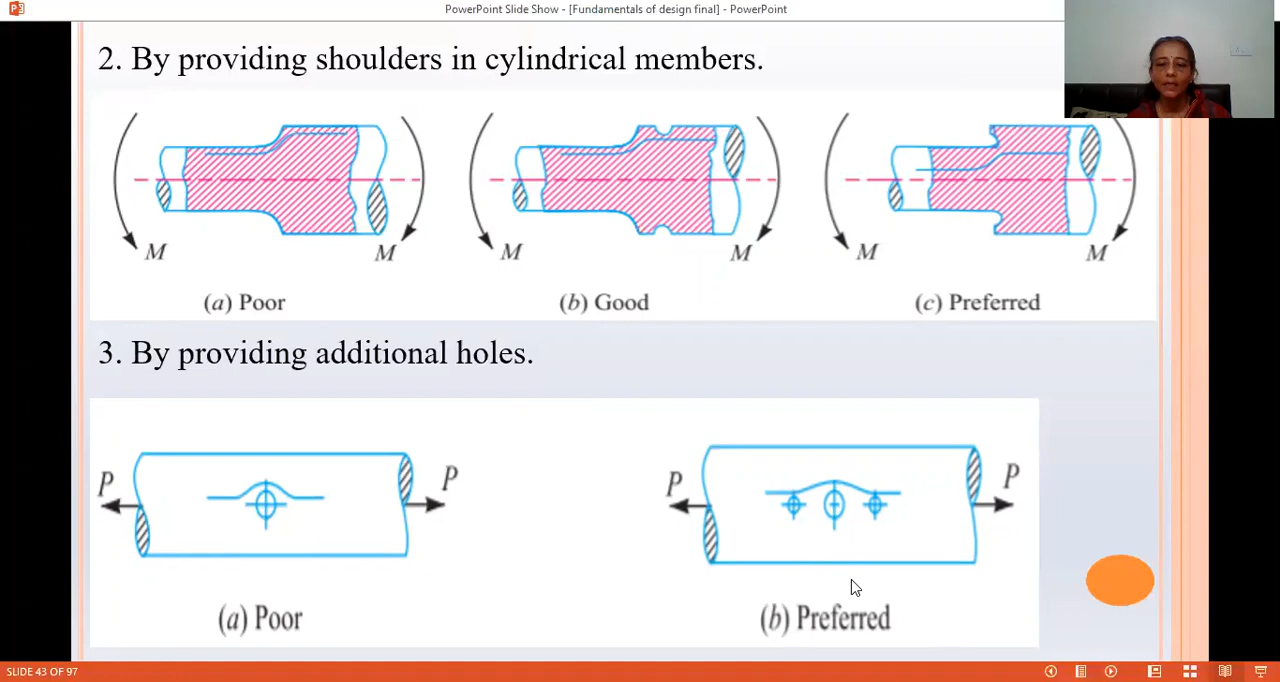 PowerPoint Slide Show - [Fundamentals of design final] - PowerPoint
2. By providing shoulders in cylindrical members.
M M M M M M
(a) Poor (b) Good (c) Preferred
3. By providing additional holes.
P P P P
(a) Poor (b) Preferred
SLIDE 43 OF 97